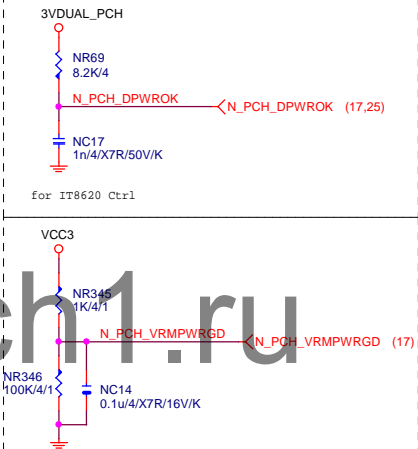 3VDUAL_PCH
NR69
8.2K/4
N_PCH_DPWROK
N_PCH_DPWROK (17,25)
NC17
1n/4/X7R/50V/K
for IT8620 Ctrl
VCC3
ch1.ru
NR345
1K/4/1
N_PCH_VRMPWRGD
N_PCH_VRMPWRGD (17)
NR346
100K/4/1
NC14
0.1u/4/X7R/16V/K